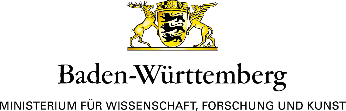 Baden-Württemberg
MINISTERIUM FÜR WISSENSCHAFT, FORSCHUNG UND KUNST